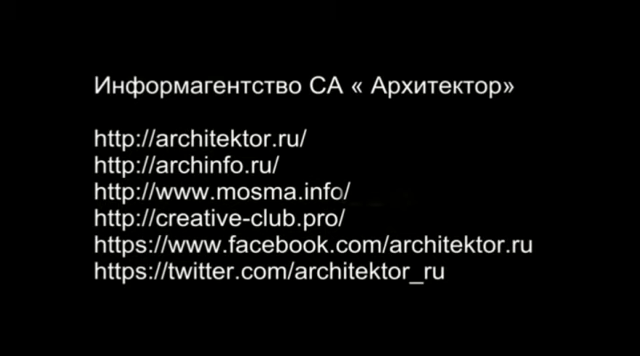 Информагентство СА « Архитектор»
http://architektor.ru/
http://archinfo.ru/
http://www.mosma.info/
http://creative-club.pro/
https://www.facebook.com/architektor.ru
https://twitter.com/architektor_ru